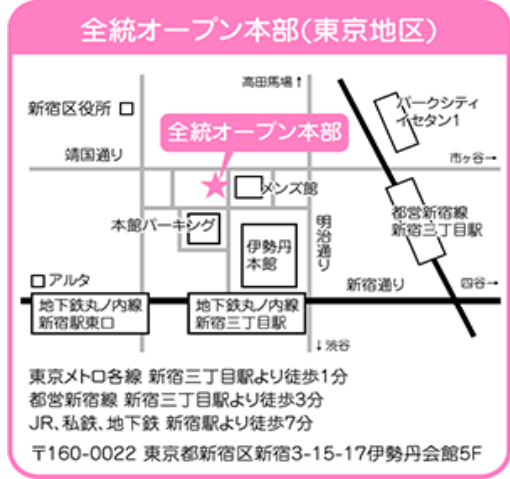 全統オープン本部(東京地区)
高田馬場↑
新宿区役所
パークシティ
イセタン1
全統オープン本部
靖国通り
市ヶ谷→
メンズ館
都営新宿線
新宿三丁目駅
本館パーキング
明治通り
伊勢丹
本館
アルタ
新宿通り
四谷→
地下鉄丸ノ内線
新宿駅東口
地下鉄丸ノ内線
新宿三丁目駅
↓渋谷
東京メトロ各線 新宿三丁目駅より徒歩1分
都営新宿線 新宿三丁目駅より徒歩3分
JR、私鉄、地下鉄 新宿駅より徒歩7分
〒160-0022 東京都新宿区新宿3-15-17伊勢丹会館5F